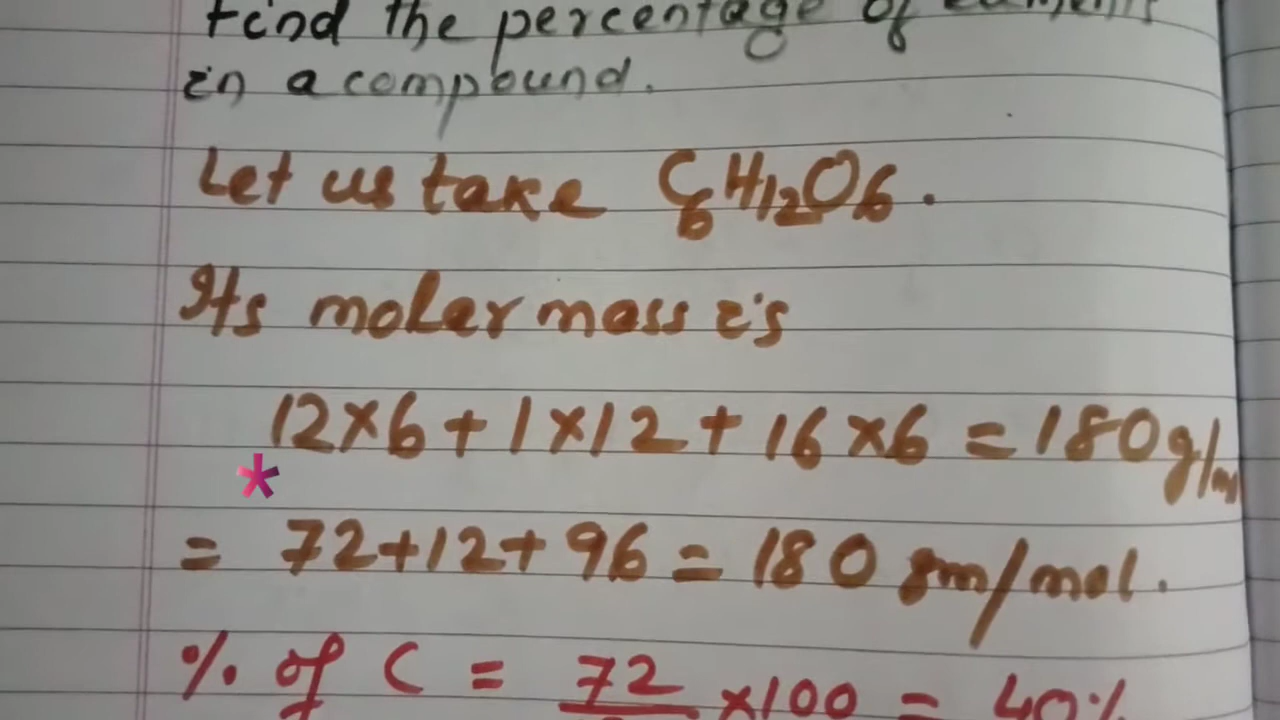 Find the percentage of elements
in a compound.
Let us take C6H12O6.
Its molar mass is
12×6+1×12+16×6=180g/m
*
= 72+12+96=180 gm/mol.
% of C = 72 ×100 = 40%